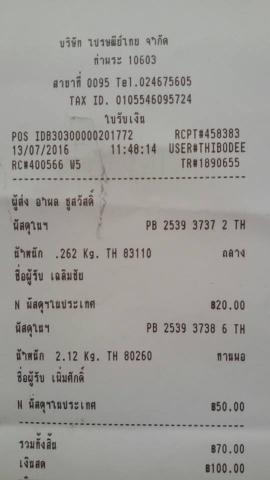 บริษัท ไปรษณีย์ไทย จำกัด
ท่าพระ 10603
สาขาที่ 0095 Tel.024675605
TAX ID. 0105546095724
ใบรับเงิน
POS IDB30300000201772 RCPT#458383
13/07/2016 11:48:14 USER#THIBODEE
RC#400566 W5 TR#1890655
ผู้ส่ง อำพล ชูสวัสดิ์
พัสดุในฯ PB 2539 3737 2 TH
น้ำหนัก .262 Kg. TH 83110 ถลาง
ชื่อผู้รับ เฉลิมชัย
N พัสดุฯในประเทศ ฿20.00
พัสดุในฯ PB 2539 3738 6 TH
น้ำหนัก 2.12 Kg. TH 80260 ทานพอ
ชื่อผู้รับ เนิ่มศักดิ์
N พัสดุฯในประเทศ ฿50.00
รวมทั้งสิ้น ฿70.00
เงินสด ฿100.00